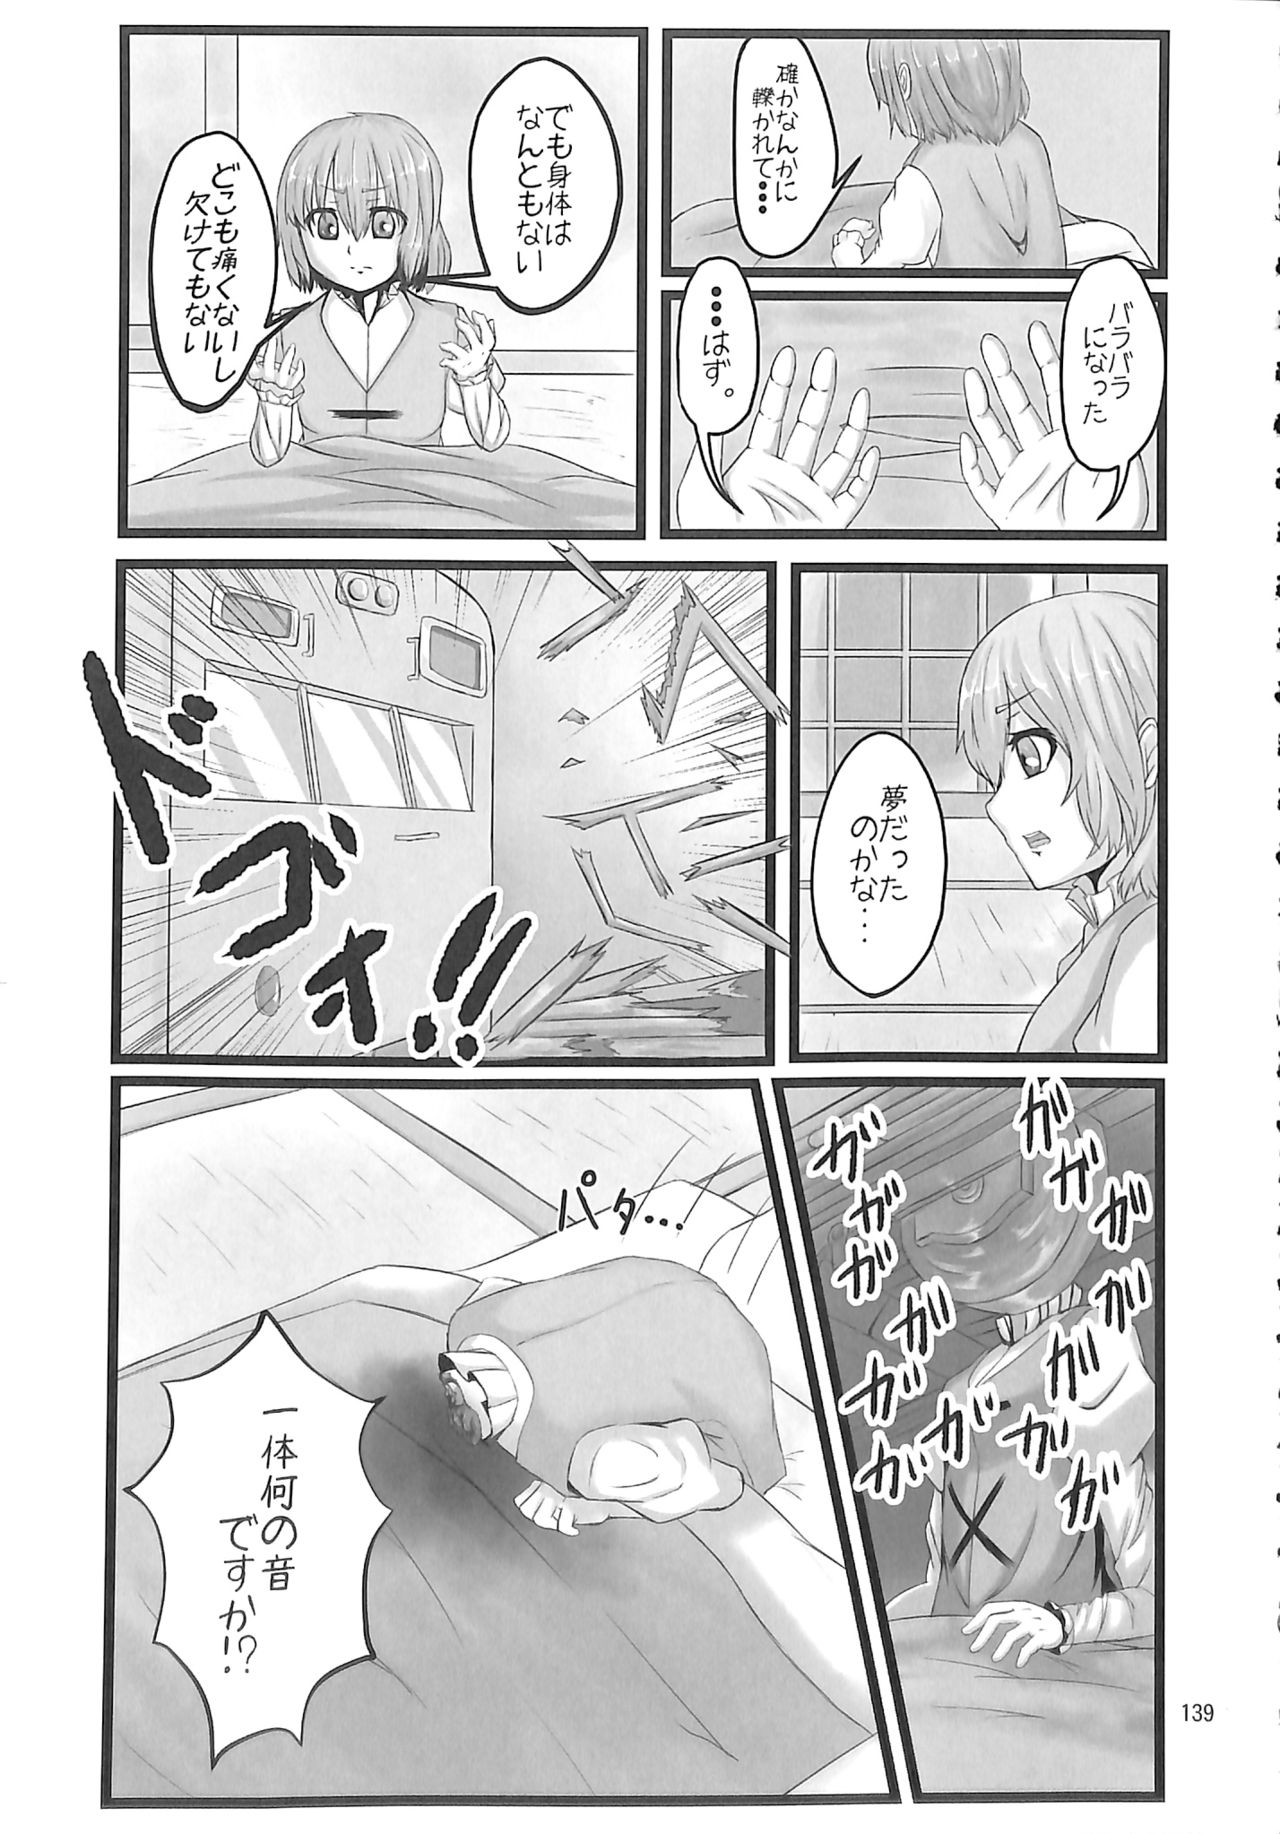 確かなんかに
轢かれて・・・
バラバラ
になった
・・・はず。
でも身体は
なんともない
どこも痛くないし
欠けてもない
夢だった
のかな…
ドゴォ!!
ガガガ
ガガガ
ガガガガ
ガガガガ
パタ…
一体何の音
ですか!?
139